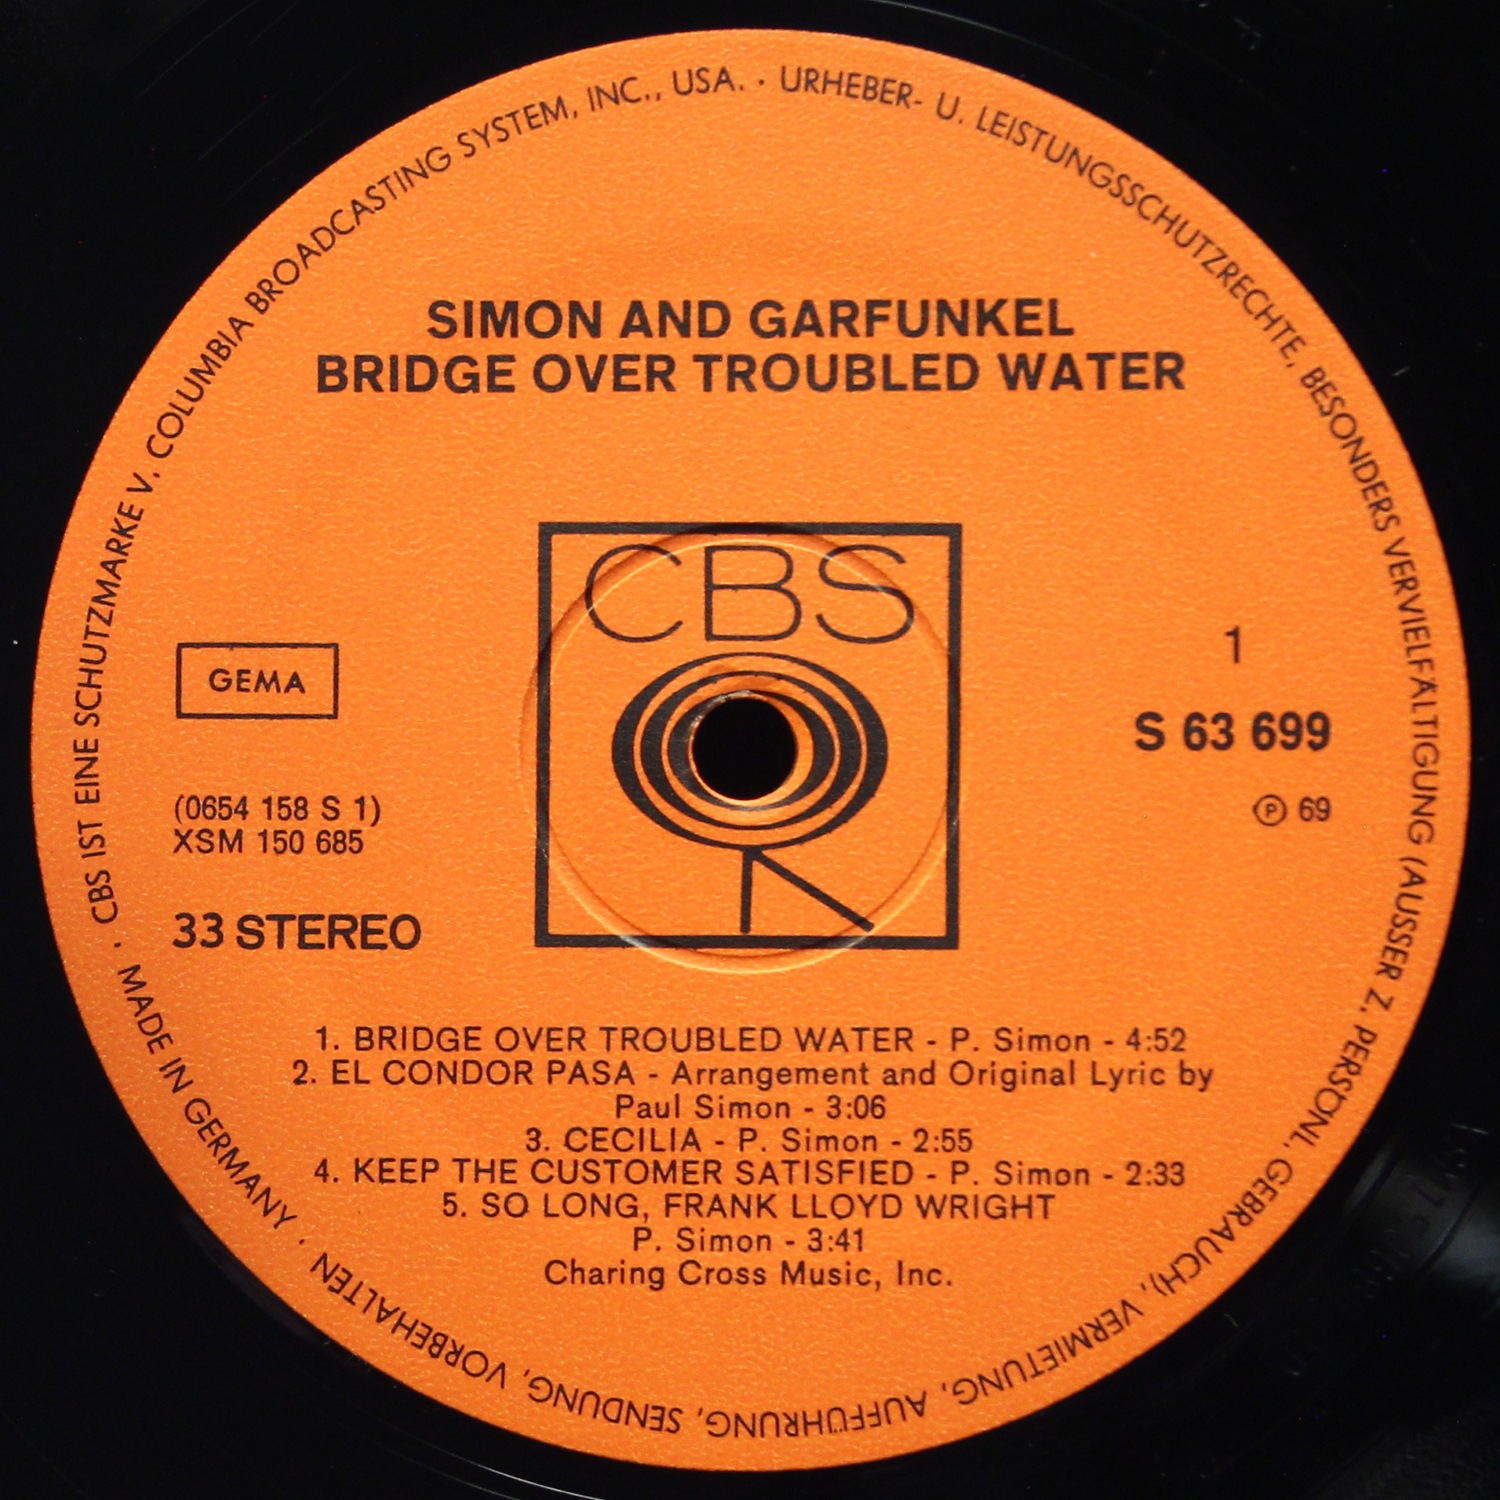 CBS IST EINE SCHUTZMARKE V. COLUMBIA BROADCASTING SYSTEM, INC., USA. · URHEBER- U. LEISTUNGSSCHUTZRECHTE, BESONDERS VERVIELFÄLTIGUNG (AUSSER Z. PERSÖNL. GEBRAUCH), VERMIETUNG, AUFFÜHRUNG, SENDUNG, VORBEHALTEN · MADE IN GERMANY ·
SIMON AND GARFUNKEL
BRIDGE OVER TROUBLED WATER
CBS
GEMA
1
S 63 699
Ⓟ 69
(0654 158 S 1)
XSM 150 685
33 STEREO
1. BRIDGE OVER TROUBLED WATER - P. Simon - 4:52
2. EL CONDOR PASA - Arrangement and Original Lyric by
Paul Simon - 3:06
3. CECILIA - P. Simon - 2:55
4. KEEP THE CUSTOMER SATISFIED - P. Simon - 2:33
5. SO LONG, FRANK LLOYD WRIGHT
P. Simon - 3:41
Charing Cross Music, Inc.